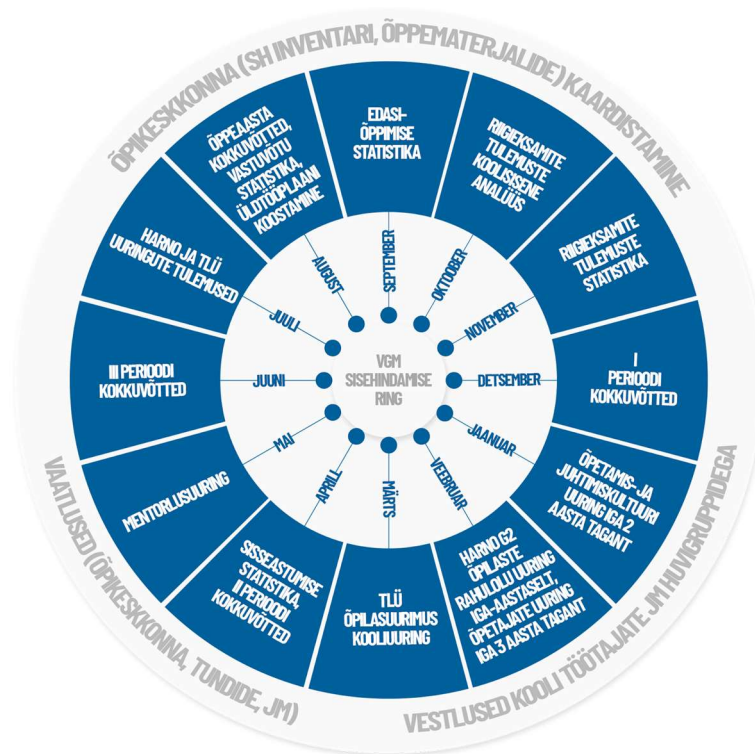 ÕPIKESKKONNA (SH INVENTARI, ÕPPEMATERJALIDE) KAARDISTAMINE
EDASI-
ÕPPIMISE
STATISTIKA
RIIGIEKSAMITE
TULEMUSTE
KOOLISISENE
ANALÜÜS
RIIGIEKSAMITE
TULEMUSTE
STATISTIKA
I
PERIOODI
KOKKUVÕTTED
ÕPETAMIS- JA
JUHTIMISKULTUURI
UURING IGA 2
AASTA TAGANT
HARNO G2
ÕPILASTE
RAHULOLU UURING
IGA-AASTASELT,
ÕPETAJATE UURING
IGA 3 AASTA TAGANT
TLÜ
ÕPILASUURIMUS
KOOLIUURING
SISSEASTUMISE
STATISTIKA,
II PERIOODI
KOKKUVÕTTED
MENTORLUSUURING
III PERIOODI
KOKKUVÕTTED
HARNO JA TLÜ
UURINGUTE TULEMUSED
ÕPPEAASTA
KOKKUVÕTTED,
VASTUVÕTU
STATISTIKA,
ÜLDTÖÖPLAANI
KOOSTAMINE
SEPTEMBER
OKTOOBER
NOVEMBER
DETSEMBER
JAANUAR
VEEBRUAR
MÄRTS
APRILL
MAI
JUUNI
JUULI
AUGUST
VGM
SISEHINDAMISE
RING
VESTLUSED KOOLI TÖÖTAJATE JM HUVIGRUPPIDEGA
VAATLUSED (ÕPIKESKKONNA, TUNDIDE, JM)